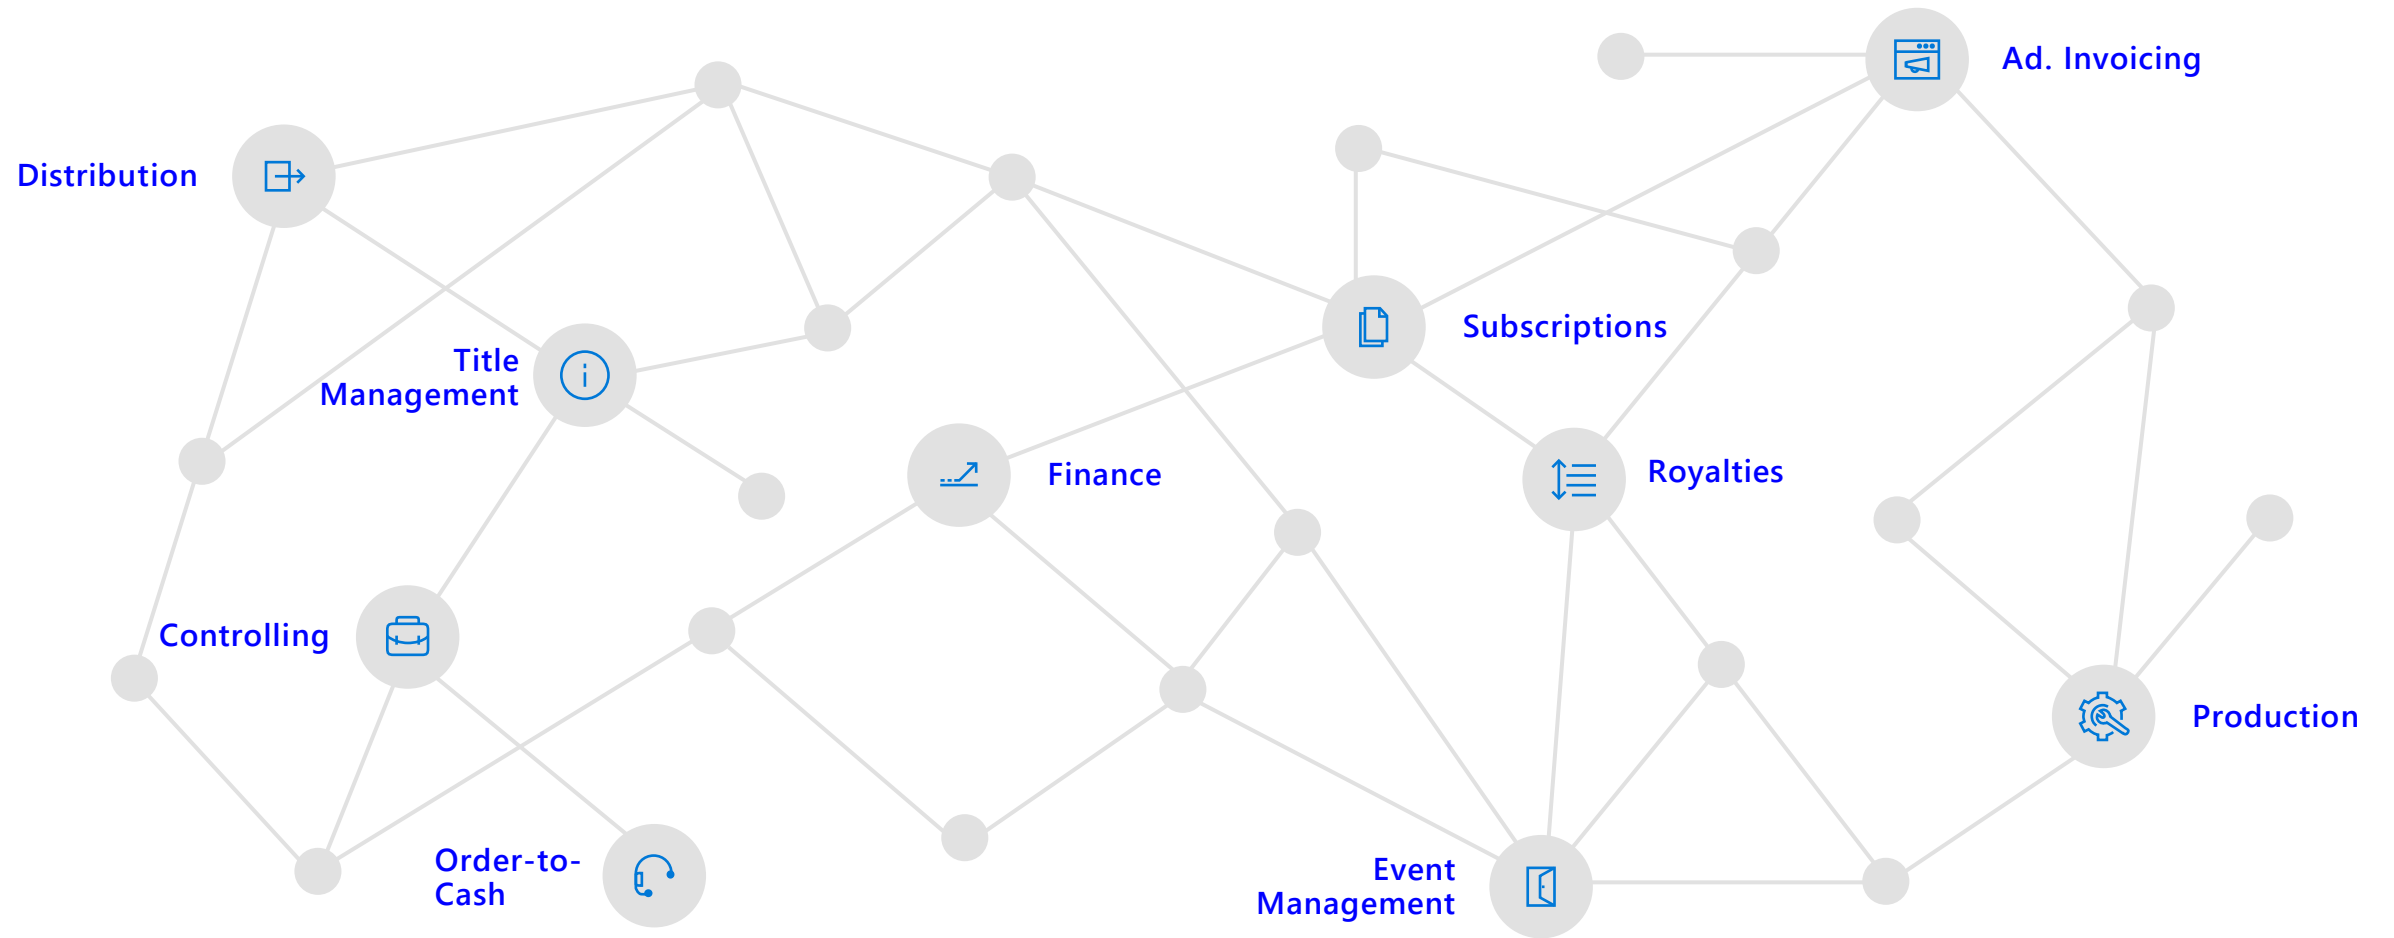 Ad. Invoicing
Distribution
Subscriptions
Title
Management
Finance
Royalties
Controlling
Production
Order-to-
Cash
Event
Management